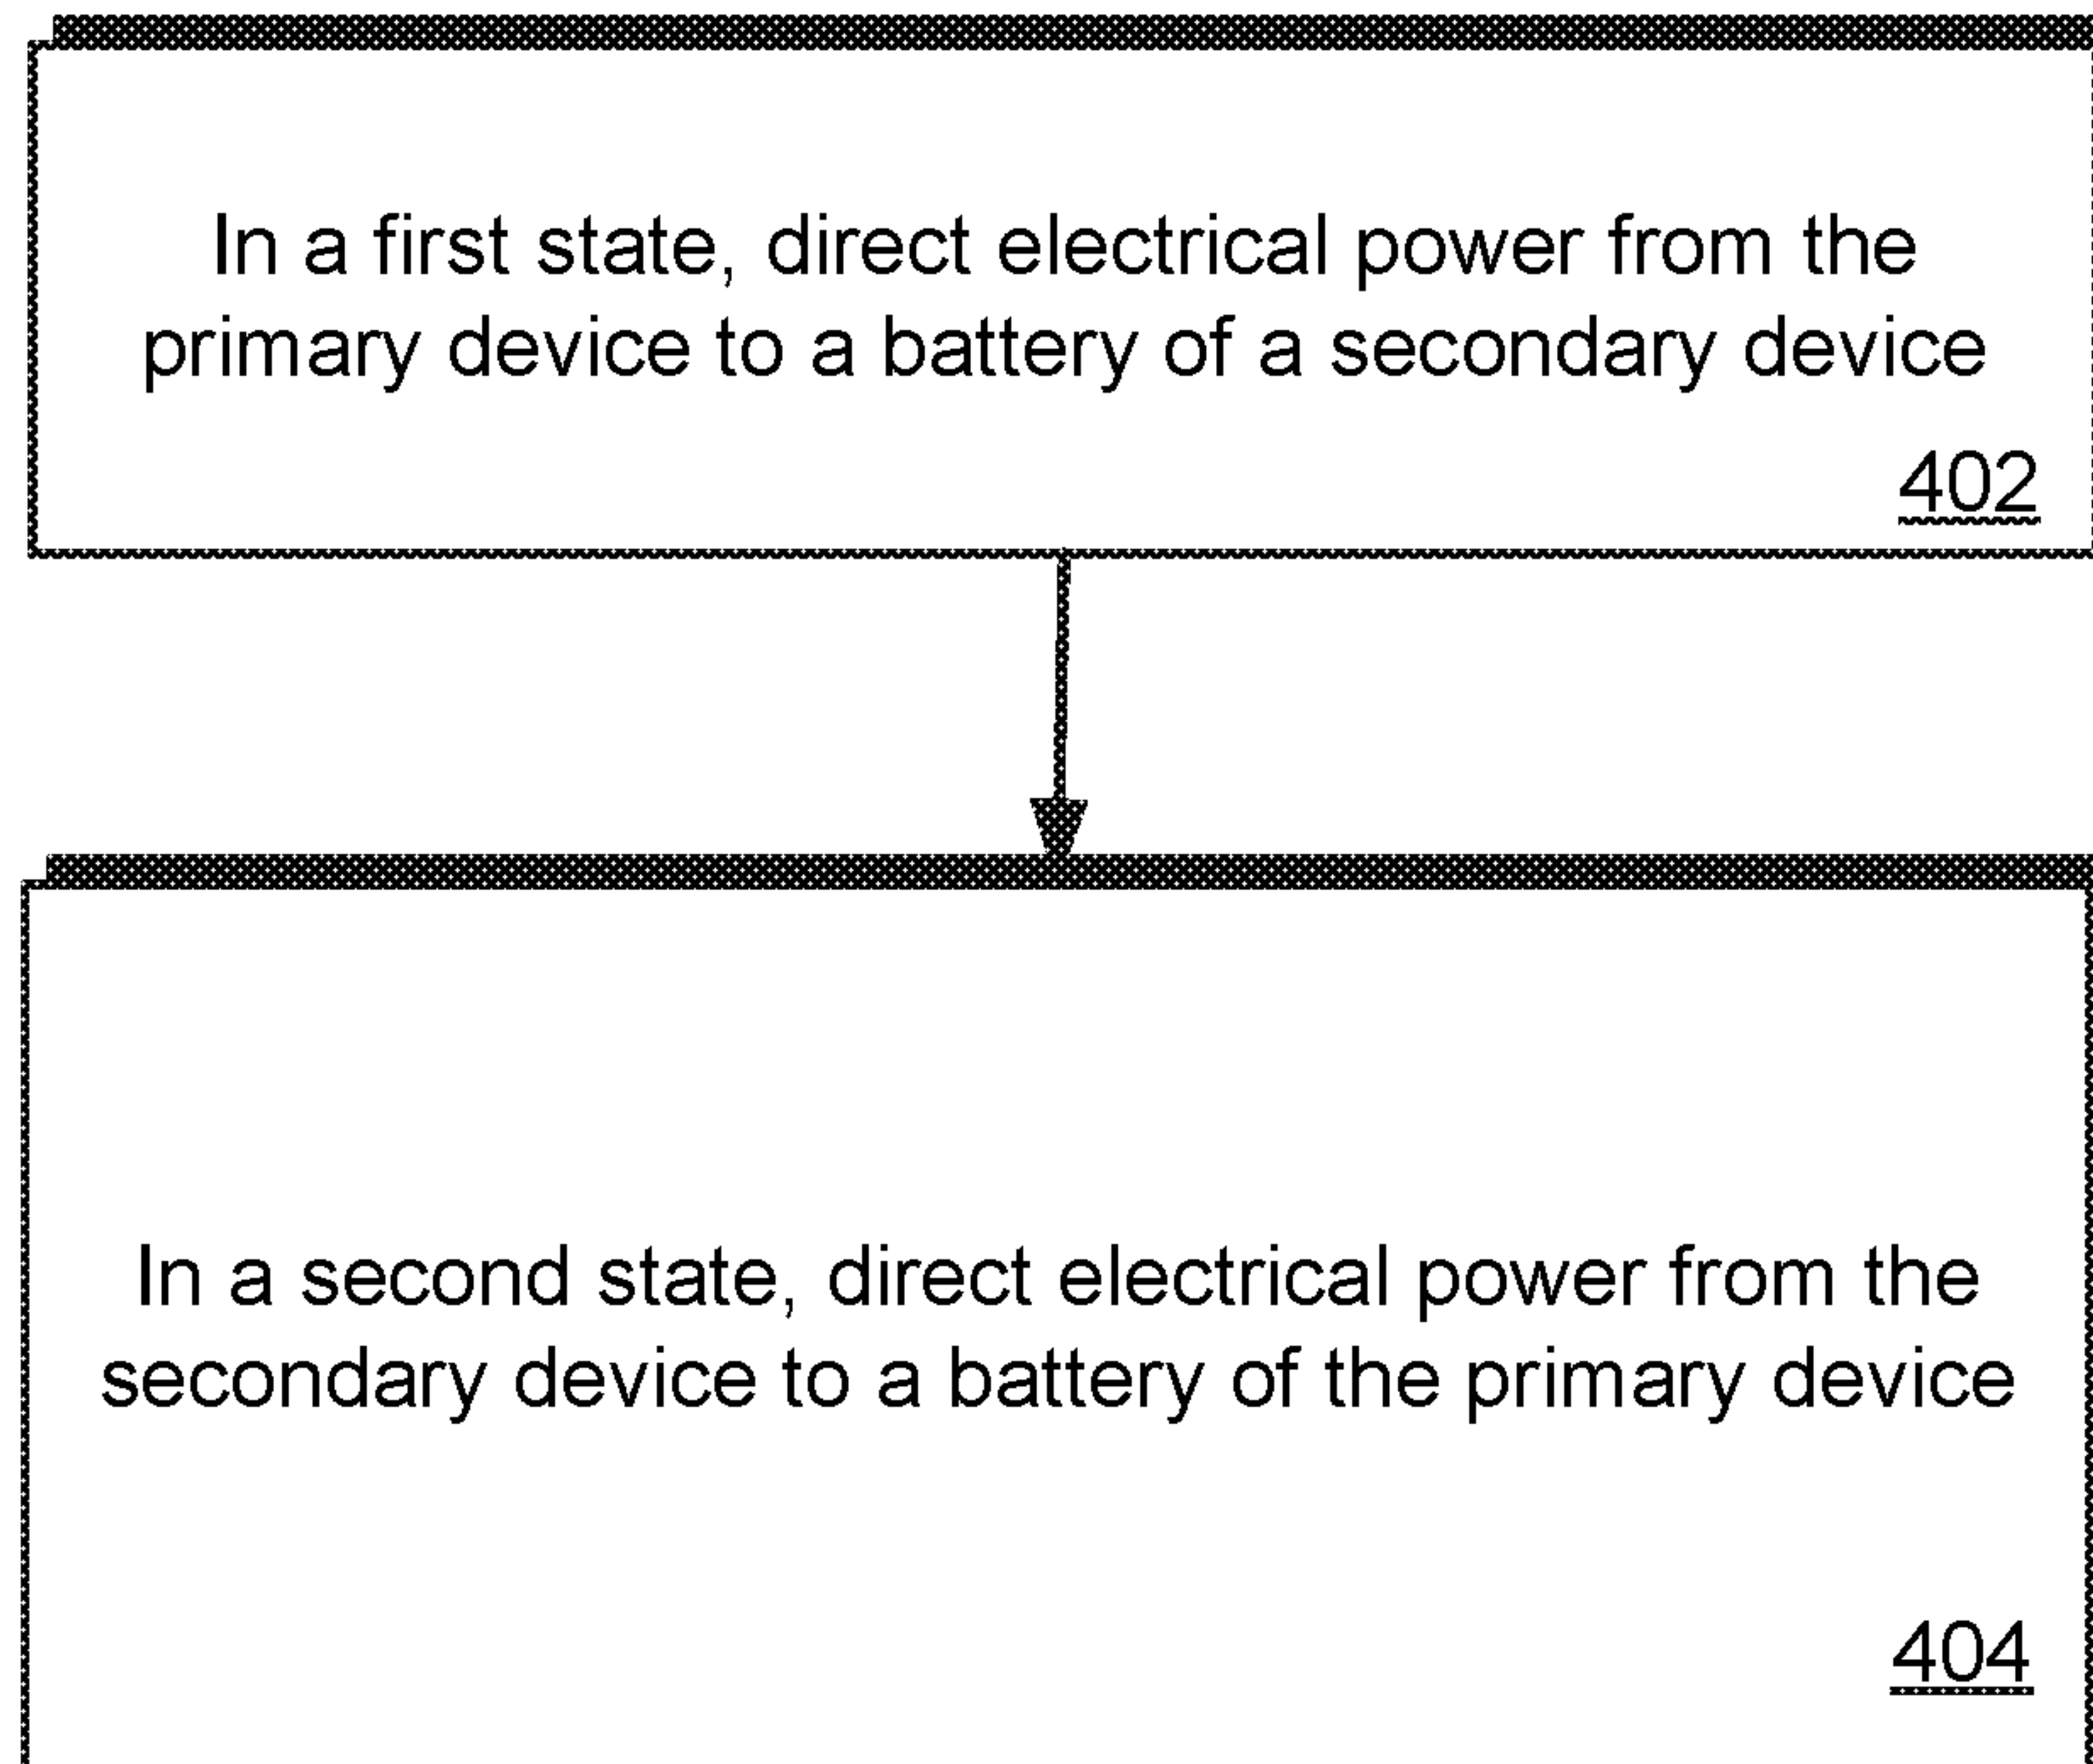 In a first state, direct electrical power from the
primary device to a battery of a secondary device
402
In a second state, direct electrical power from the
secondary device to a battery of the primary device
404